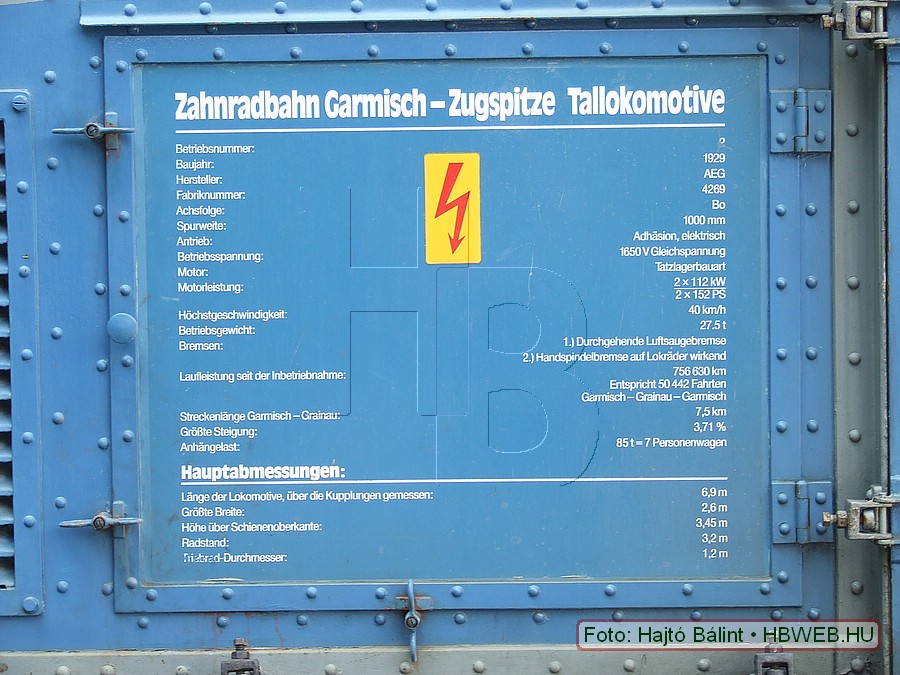 Zahnradbahn Garmisch – Zugspitze Tallokomotive
Betriebsnummer: 2
Baujahr: 1929
Hersteller: AEG
Fabriknummer: 4269
Achsfolge: Bo
Spurweite: 1000 mm
Antrieb: Adhäsion, elektrisch
Betriebsspannung: 1650 V Gleichspannung
Motor: Tatzlagerbauart
Motorleistung: 2 × 112 kW
2 × 152 PS
Höchstgeschwindigkeit: 40 km/h
Betriebsgewicht: 27.5 t
Bremsen: 1.) Durchgehende Luftsaugebremse
2.) Handspindelbremse auf Lokräder wirkend
Laufleistung seit der Inbetriebnahme: 756 630 km
Entspricht 50 442 Fahrten
Garmisch – Grainau – Garmisch
Streckenlänge Garmisch – Grainau: 7,5 km
Größte Steigung: 3,71 %
Anhängelast: 85 t = 7 Personenwagen
Hauptabmessungen:
Länge der Lokomotive, über die Kupplungen gemessen: 6,9 m
Größte Breite: 2,6 m
Höhe über Schienenoberkante: 3,45 m
Radstand: 3,2 m
Triebrad-Durchmesser: 1,2 m
HB
Foto: Hajtó Bálint • HBWEB.HU